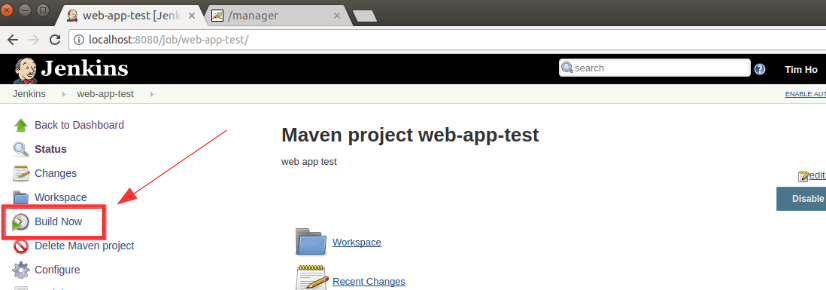 web-app-test [Jenk
/manager
localhost:8080/job/web-app-test/
Jenkins
search
Tim Ho
Jenkins web-app-test
ENABLE AUT
Back to Dashboard
Status
Changes
Workspace
Build Now
Delete Maven project
Configure
Maven project web-app-test
web app test
edit
Disable
Workspace
Recent Changes